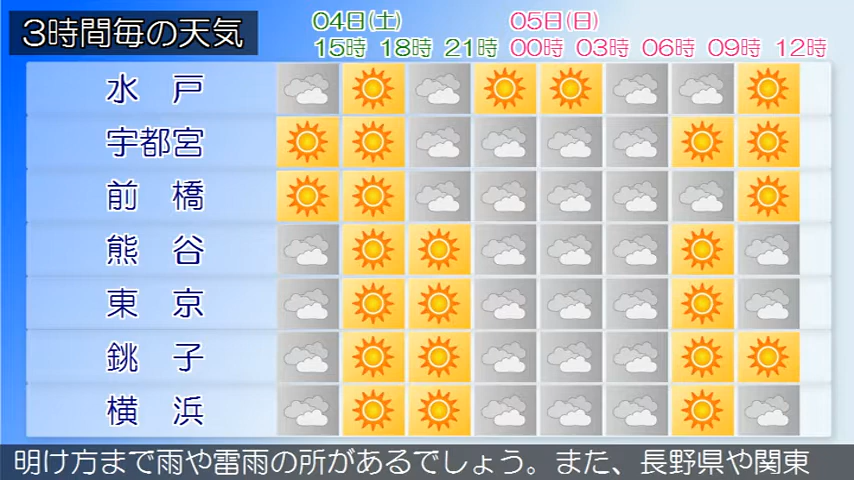 3時間毎の天気
04日(土) 05日(日)
15時 18時 21時 00時 03時 06時 09時 12時
水戸
宇都宮
前橋
熊谷
東京
銚子
横浜
明け方まで雨や雷雨の所があるでしょう。また、長野県や関東